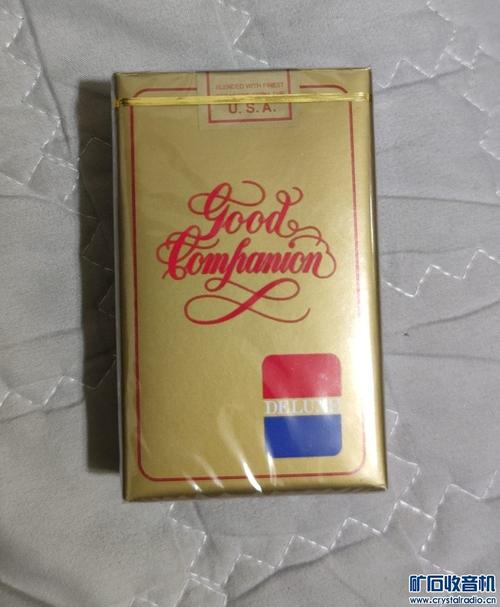 BLENDED WITH FINEST
U.S.A.
Good
Companion
DELUXE
矿石收音机
www.crystalradio.cn